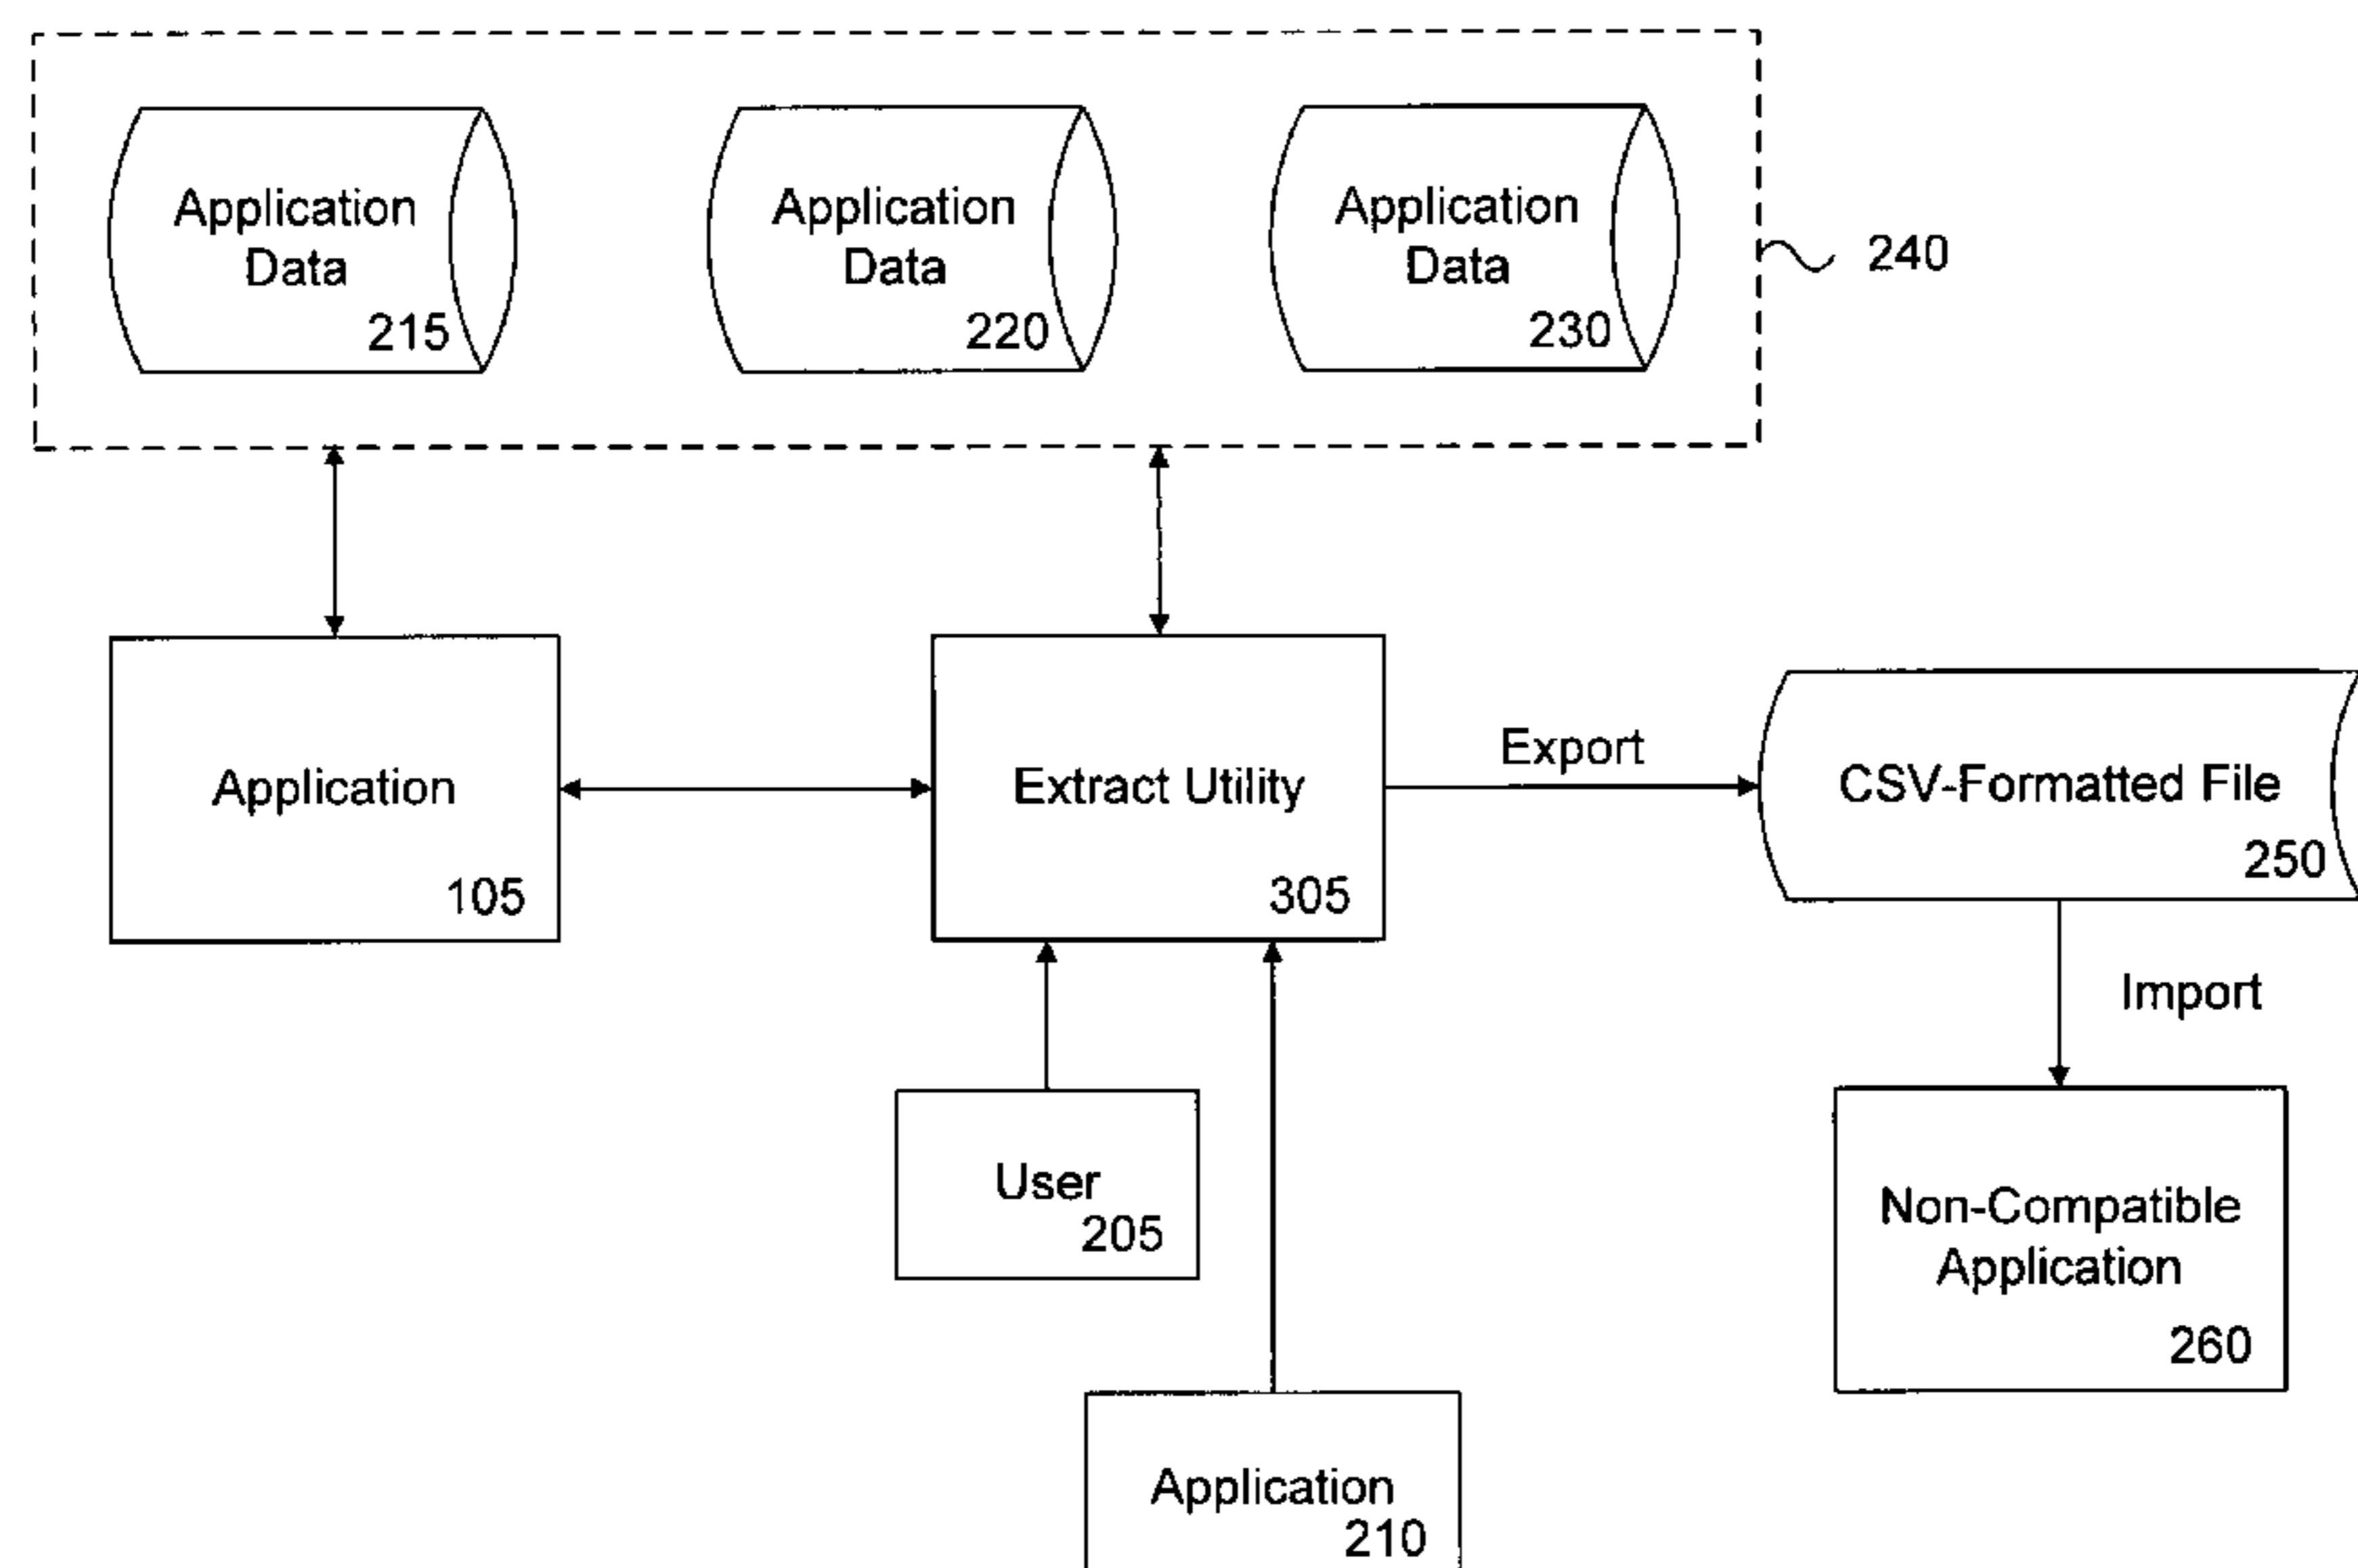 Application
Data
215
Application
Data
220
Application
Data
230
240
Application
105
Extract Utility
305
Export
CSV-Formatted File
250
Import
User
205
Non-Compatible
Application
260
Application
210